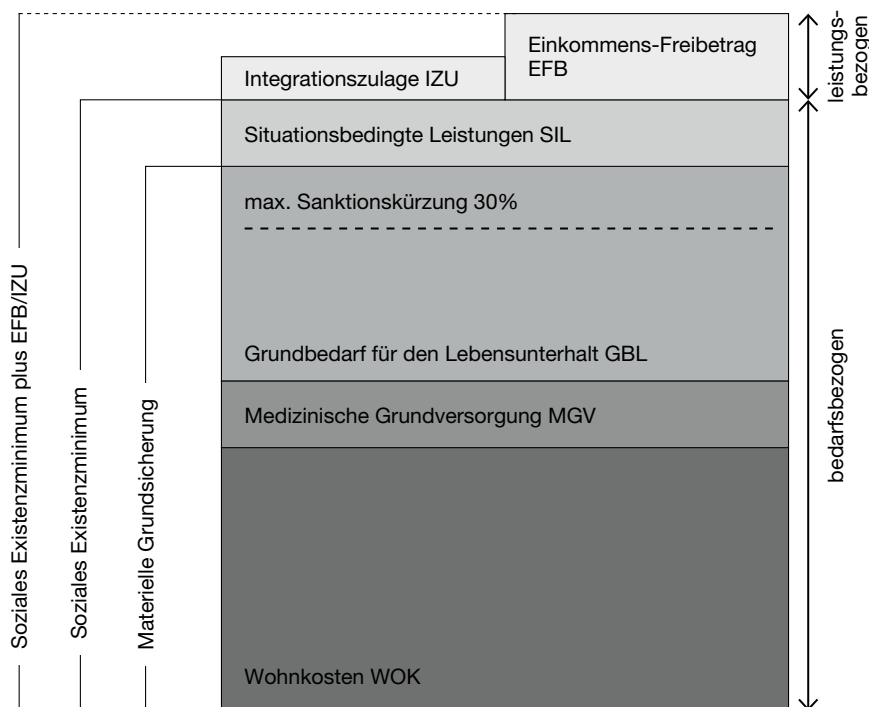 Einkommens-Freibetrag
EFB
Integrationszulage IZU
Situationsbedingte Leistungen SIL
max. Sanktionskürzung 30%
Grundbedarf für den Lebensunterhalt GBL
Medizinische Grundversorgung MGV
Wohnkosten WOK
Soziales Existenzminimum plus EFB/IZU
Soziales Existenzminimum
Materielle Grundsicherung
leistungs-
bezogen
bedarfsbezogen